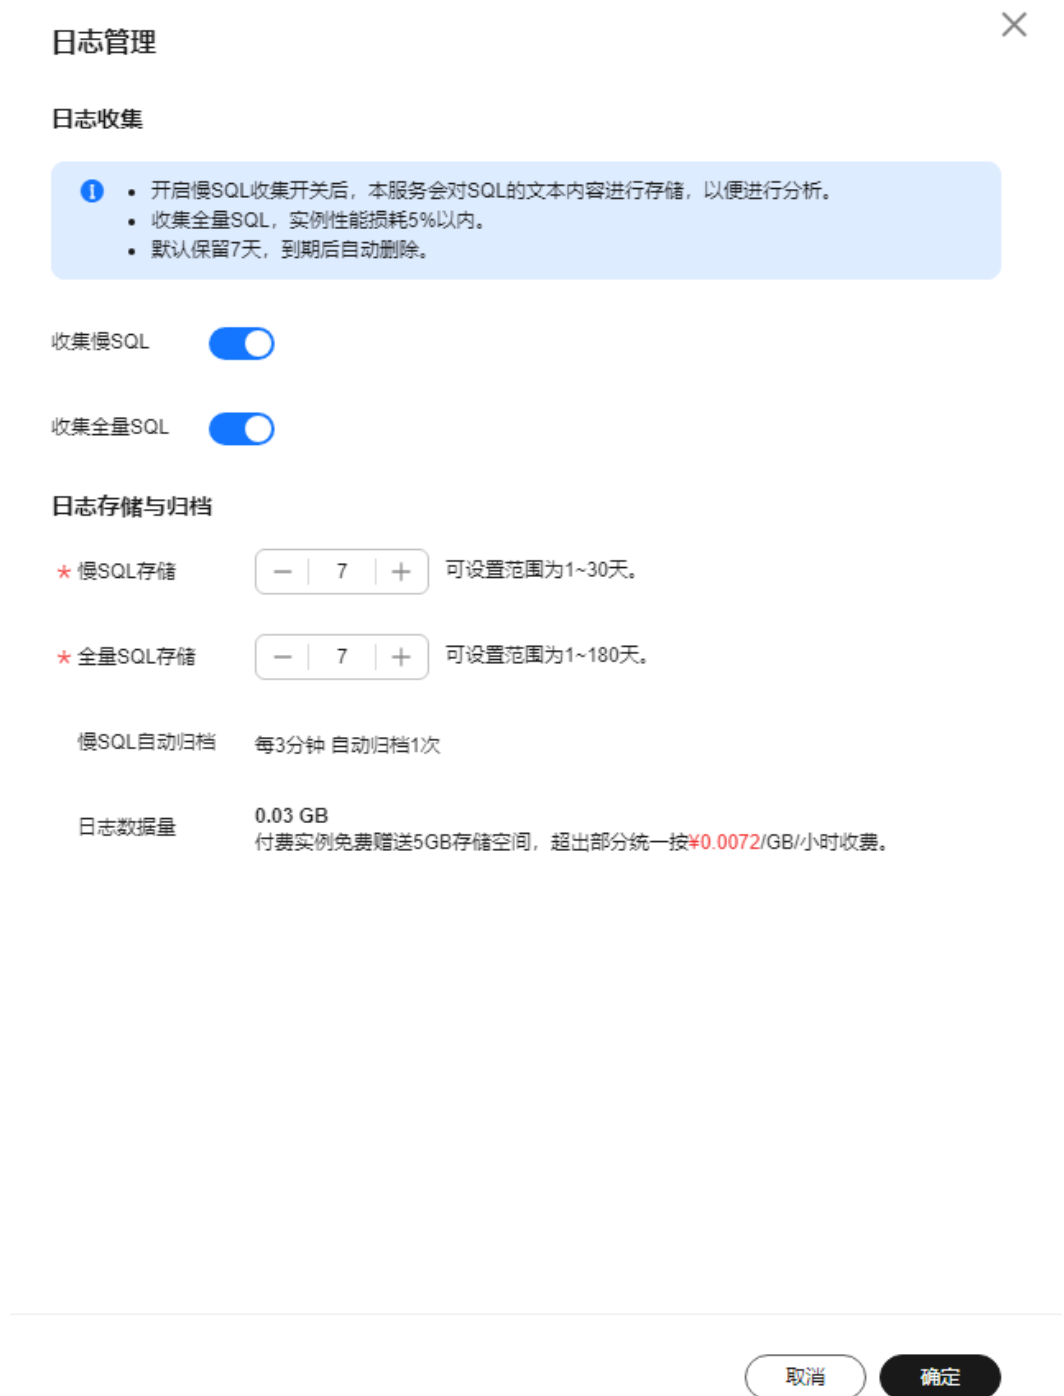 日志管理
日志收集
开启慢SQL收集开关后，本服务会对SQL的文本内容进行存储，以便进行分析。
收集全量SQL，实例性能损耗5%以内。
默认保留7天，到期后自动删除。
收集慢SQL
收集全量SQL
日志存储与归档
* 慢SQL存储 7 可设置范围为1~30天。
* 全量SQL存储 7 可设置范围为1~180天。
慢SQL自动归档 每3分钟 自动归档1次
日志数据量 0.03 GB
付费实例免费赠送5GB存储空间，超出部分统一按¥0.0072/GB/小时收费。
取消 确定